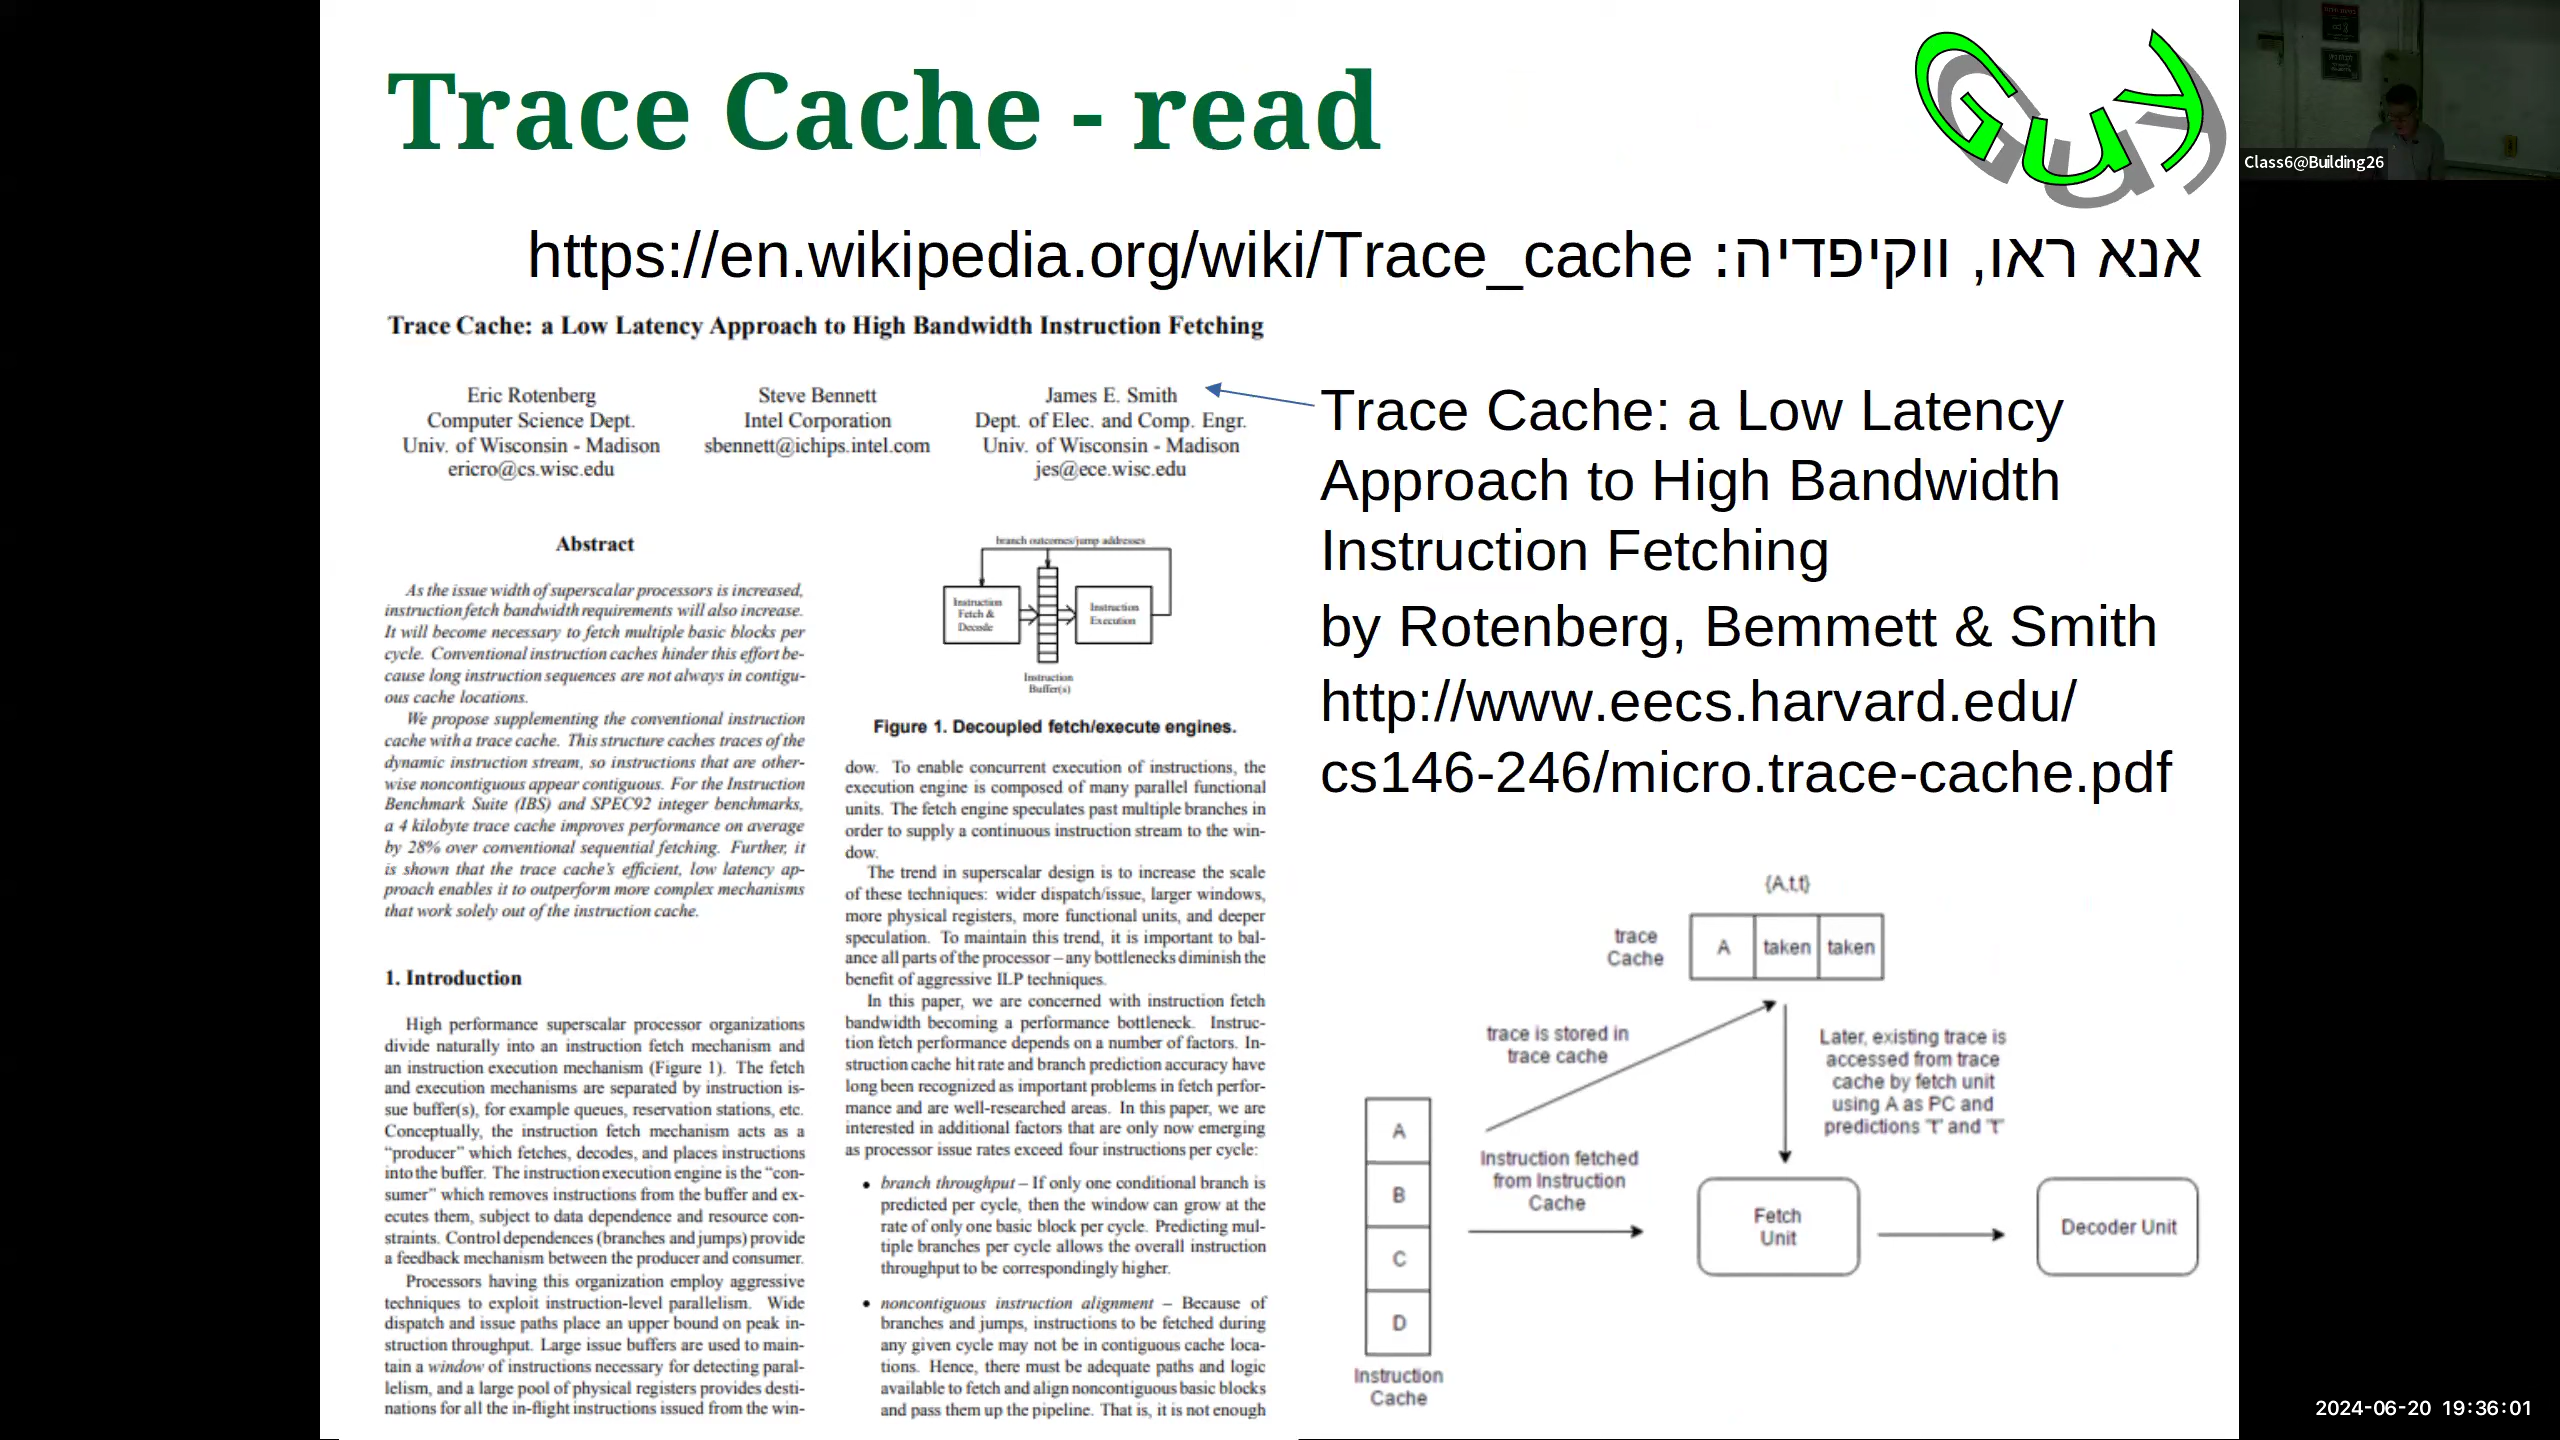 Trace Cache - read
GuY
Class6@Building26
אנא ראו, וויקיפדיה: https://en.wikipedia.org/wiki/Trace_cache
Trace Cache: a Low Latency Approach to High Bandwidth Instruction Fetching
Eric Rotenberg
Computer Science Dept.
Univ. of Wisconsin - Madison
ericro@cs.wisc.edu
Steve Bennett
Intel Corporation
sbennett@ichips.intel.com
James E. Smith
Dept. of Elec. and Comp. Engr.
Univ. of Wisconsin - Madison
jes@ece.wisc.edu
Abstract
As the issue width of superscalar processors is increased,
instruction fetch bandwidth requirements will also increase.
It will become necessary to fetch multiple basic blocks per
cycle. Conventional instruction caches hinder this effort be-
cause long instruction sequences are not always in contigu-
ous cache locations.
We propose supplementing the conventional instruction
cache with a trace cache. This structure caches traces of the
dynamic instruction stream, so instructions that are other-
wise noncontiguous appear contiguous. For the Instruction
Benchmark Suite (IBS) and SPEC92 integer benchmarks,
a 4 kilobyte trace cache improves performance on average
by 28% over conventional sequential fetching. Further, it
is shown that the trace cache's efficient, low latency ap-
proach enables it to outperform more complex mechanisms
that work solely out of the instruction cache.
1. Introduction
High performance superscalar processor organizations
divide naturally into an instruction fetch mechanism and
an instruction execution mechanism (Figure 1). The fetch
and execution mechanisms are separated by instruction is-
sue buffer(s), for example queues, reservation stations, etc.
Conceptually, the instruction fetch mechanism acts as a
“producer” which fetches, decodes, and places instructions
into the buffer. The instruction execution engine is the “con-
sumer” which removes instructions from the buffer and ex-
ecutes them, subject to data dependence and resource con-
straints. Control dependences (branches and jumps) provide
a feedback mechanism between the producer and consumer.
Processors having this organization employ aggressive
techniques to exploit instruction-level parallelism. Wide
dispatch and issue paths place an upper bound on peak in-
struction throughput. Large issue buffers are used to main-
tain a window of instructions necessary for detecting paral-
lelism, and a large pool of physical registers provides desti-
nations for all the in-flight instructions issued from the win-
branch outcomes/jump addresses
Instruction
Fetch &
Decode
Instruction
Execution
Instruction
Buffer(s)
Figure 1. Decoupled fetch/execute engines.
dow. To enable concurrent execution of instructions, the
execution engine is composed of many parallel functional
units. The fetch engine speculates past multiple branches in
order to supply a continuous instruction stream to the win-
dow.
The trend in superscalar design is to increase the scale
of these techniques: wider dispatch/issue, larger windows,
more physical registers, more functional units, and deeper
speculation. To maintain this trend, it is important to bal-
ance all parts of the processor – any bottlenecks diminish the
benefit of aggressive ILP techniques.
In this paper, we are concerned with instruction fetch
bandwidth becoming a performance bottleneck. Instruc-
tion fetch performance depends on a number of factors. In-
struction cache hit rate and branch prediction accuracy have
long been recognized as important problems in fetch perfor-
mance and are well-researched areas. In this paper, we are
interested in additional factors that are only now emerging
as processor issue rates exceed four instructions per cycle:
• branch throughput – If only one conditional branch is
predicted per cycle, then the window can grow at the
rate of only one basic block per cycle. Predicting mul-
tiple branches per cycle allows the overall instruction
throughput to be correspondingly higher.
• noncontiguous instruction alignment – Because of
branches and jumps, instructions to be fetched during
any given cycle may not be in contiguous cache loca-
tions. Hence, there must be adequate paths and logic
available to fetch and align noncontiguous basic blocks
and pass them up the pipeline. That is, it is not enough
Trace Cache: a Low Latency
Approach to High Bandwidth
Instruction Fetching
by Rotenberg, Bemmett & Smith
http://www.eecs.harvard.edu/
cs146-246/micro.trace-cache.pdf
{A,t,t}
trace
Cache
A
taken
taken
trace is stored in
trace cache
Later, existing trace is
accessed from trace
cache by fetch unit
using A as PC and
predictions 'T' and 'T'
A
B
C
D
Instruction
Cache
Instruction fetched
from Instruction
Cache
Fetch
Unit
Decoder Unit
2024-06-20 19:36:01